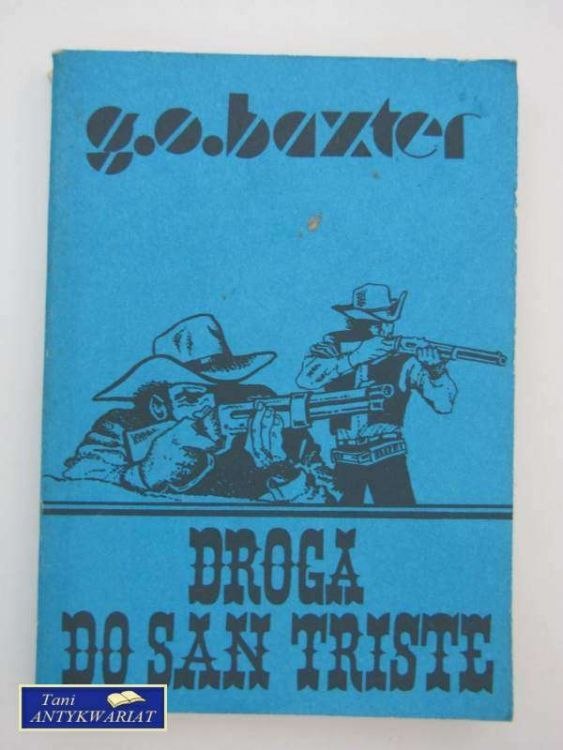 g.o.baxter
DROGA
DO SAN TRISTE
Tani
ANTYKWARIAT